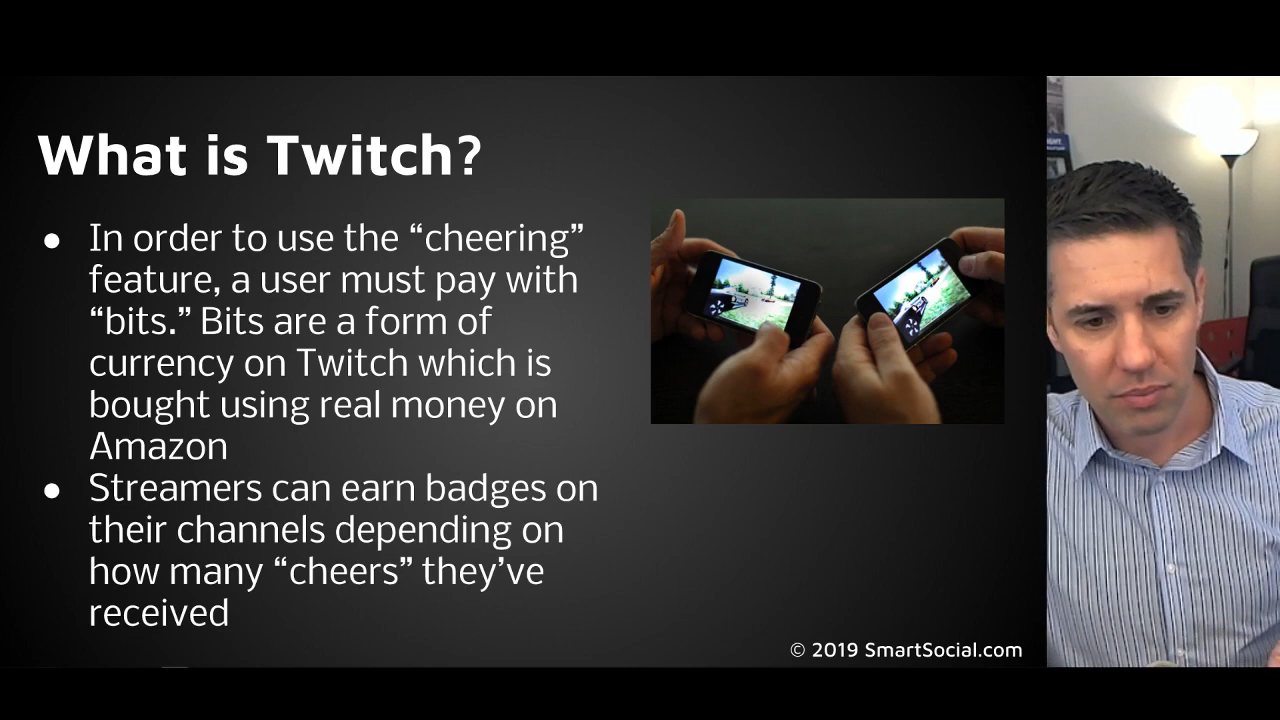 What is Twitch?
● In order to use the “cheering”
feature, a user must pay with
“bits.” Bits are a form of
currency on Twitch which is
bought using real money on
Amazon
● Streamers can earn badges on
their channels depending on
how many “cheers” they’ve
received
© 2019 SmartSocial.com